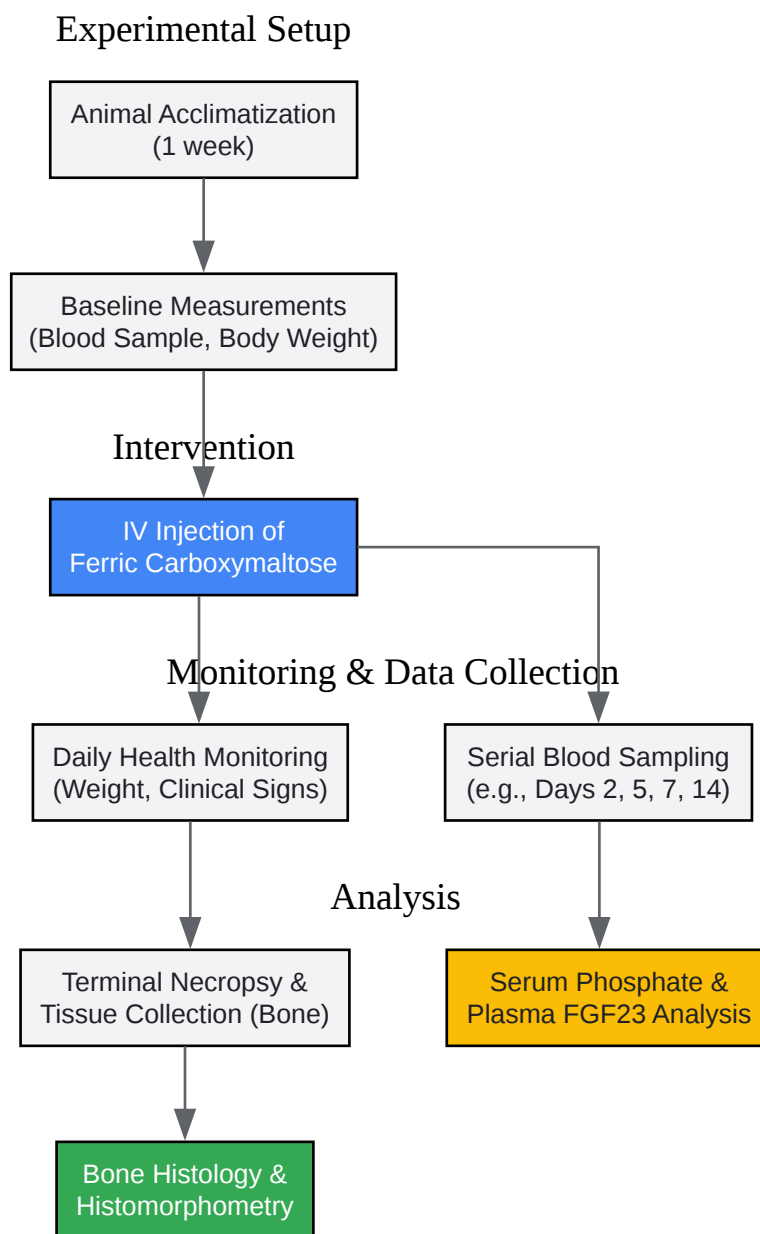 Experimental Setup
Animal Acclimatization
(1 week)
Baseline Measurements
(Blood Sample, Body Weight)
Intervention
IV Injection of
Ferric Carboxymaltose
Monitoring & Data Collection
Daily Health Monitoring
(Weight, Clinical Signs)
Serial Blood Sampling
(e.g., Days 2, 5, 7, 14)
Analysis
Terminal Necropsy &
Tissue Collection (Bone)
Serum Phosphate &
Plasma FGF23 Analysis
Bone Histology &
Histomorphometry